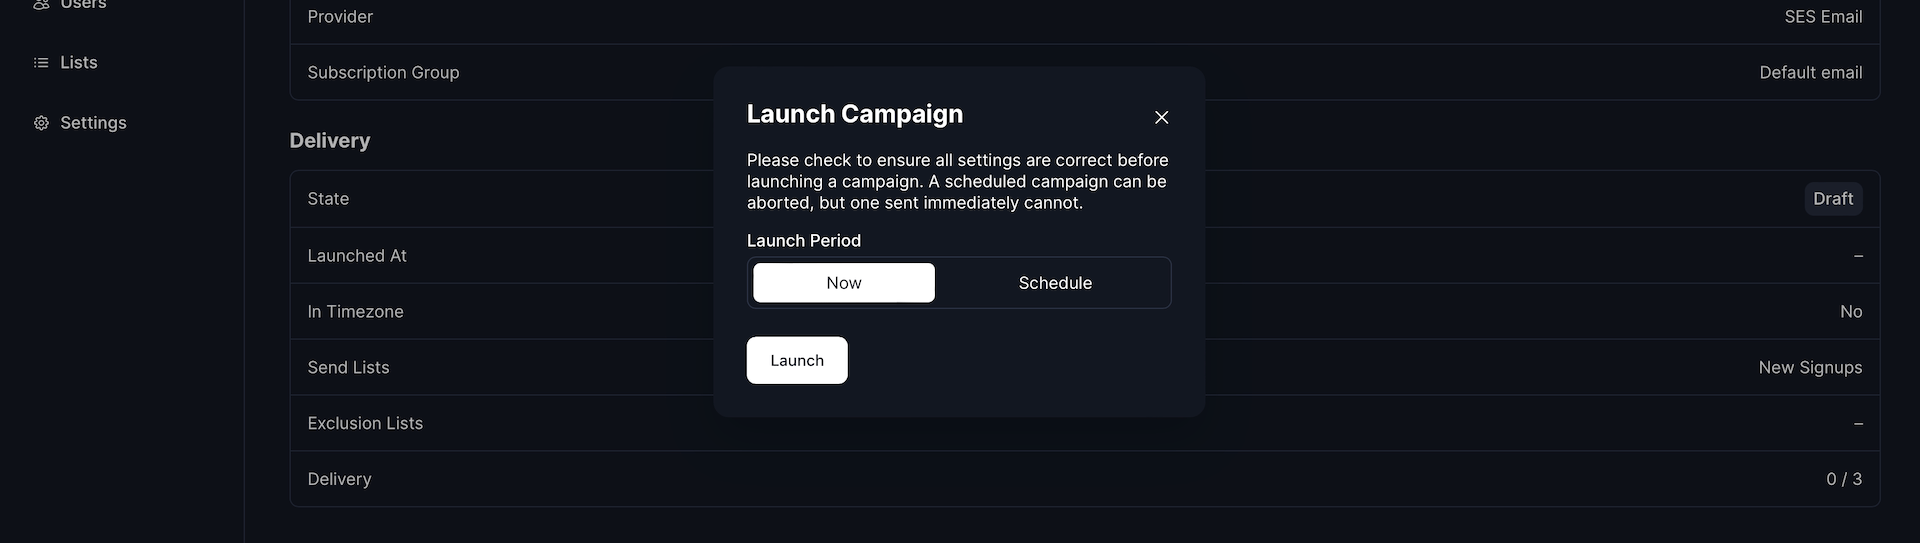 Users
Lists
Settings
Provider
SES Email
Subscription Group
Default email
Delivery
State
Draft
Launched At
–
In Timezone
No
Send Lists
New Signups
Exclusion Lists
–
Delivery
0 / 3
Launch Campaign
Please check to ensure all settings are correct before
launching a campaign. A scheduled campaign can be
aborted, but one sent immediately cannot.
Launch Period
Now
Schedule
Launch